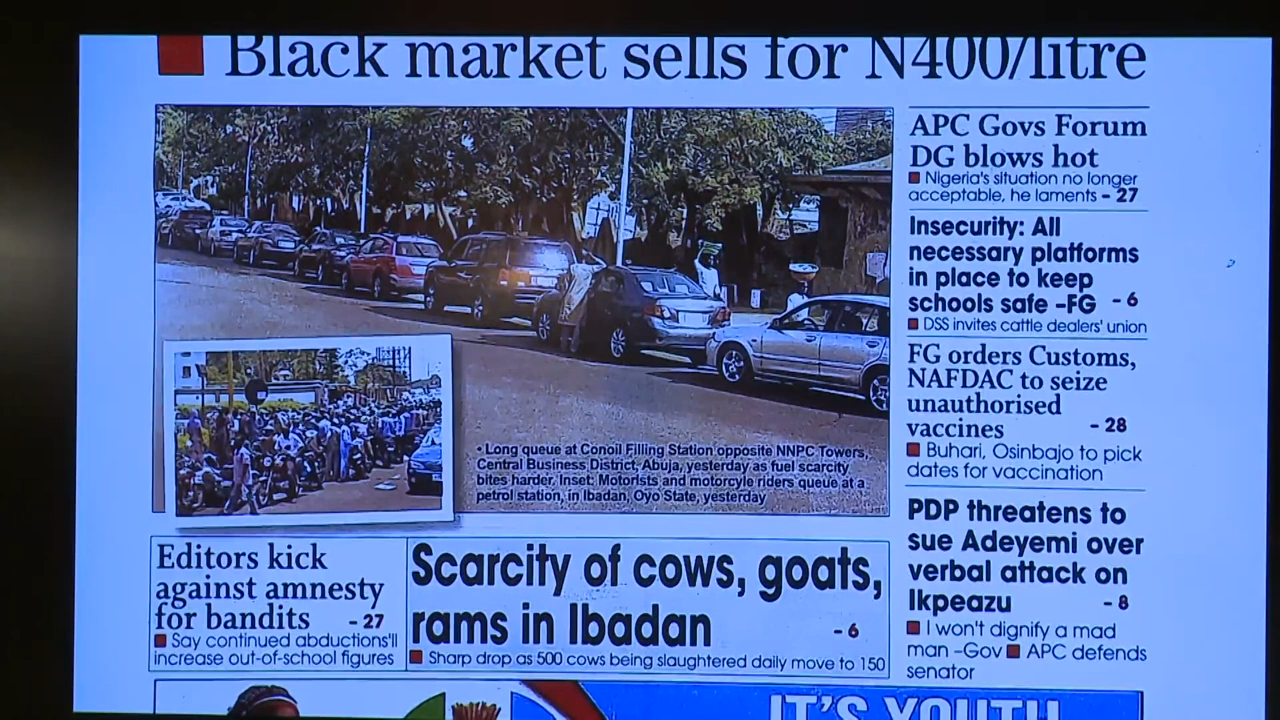 Black market sells for N400/litre
• Long queue at Conoil Filling Station opposite NNPC Towers,
Central Business District, Abuja, yesterday as fuel scarcity
bites harder. Inset: Motorists and motorcyle riders queue at a
petrol station, in Ibadan, Oyo State, yesterday
APC Govs Forum
DG blows hot
Nigeria's situation no longer
acceptable, he laments - 27
Insecurity: All
necessary platforms
in place to keep
schools safe -FG - 6
DSS invites cattle dealers' union
FG orders Customs,
NAFDAC to seize
unauthorised
vaccines - 28
Buhari, Osinbajo to pick
dates for vaccination
PDP threatens to
sue Adeyemi over
verbal attack on
Ikpeazu - 8
I won't dignify a mad
man -Gov APC defends
senator
Editors kick
against amnesty
for bandits - 27
Say continued abductions'll
increase out-of-school figures
Scarcity of cows, goats,
rams in Ibadan - 6
Sharp drop as 500 cows being slaughtered daily move to 150
IT'S YOUTH